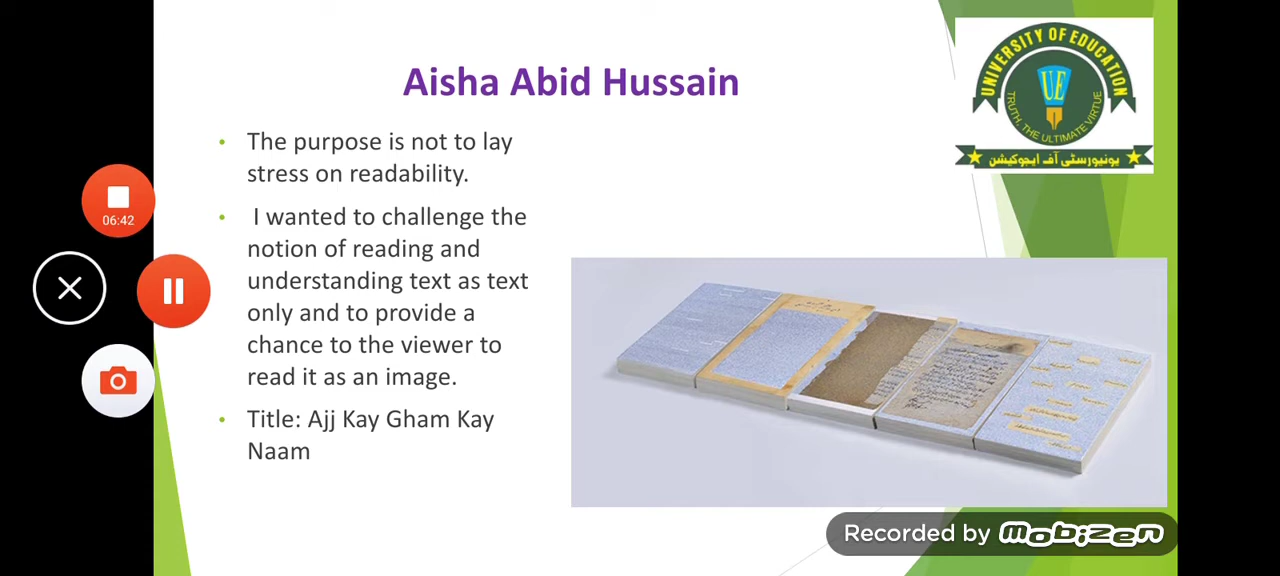 Aisha Abid Hussain
UNIVERSITY OF EDUCATION
UE
TRUTH, THE ULTIMATE VIRTUE
یونیورسٹی آف ایجوکیشن
• The purpose is not to lay
stress on readability.
• I wanted to challenge the
notion of reading and
understanding text as text
only and to provide a
chance to the viewer to
read it as an image.
• Title: Ajj Kay Gham Kay
Naam
06:42
Recorded by Mobizen